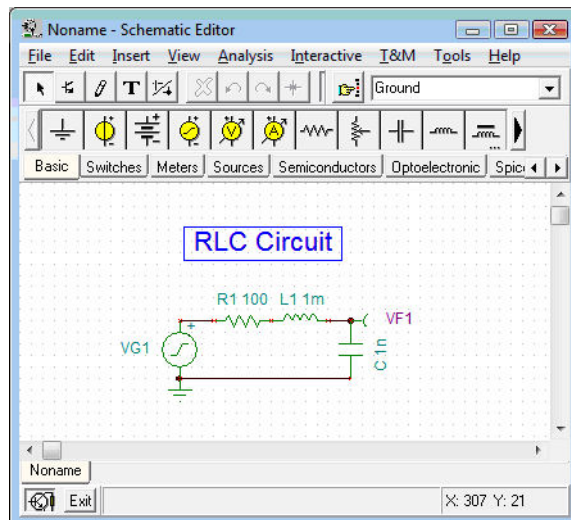 Noname - Schematic Editor
File Edit Insert View Analysis Interactive T&M Tools Help
T Ground
V A ...
Basic Switches Meters Sources Semiconductors Optoelectronic Spic
RLC Circuit
R1 100 L1 1m
VF1
VG1 +
C 1n
Noname
Exit X: 307 Y: 21